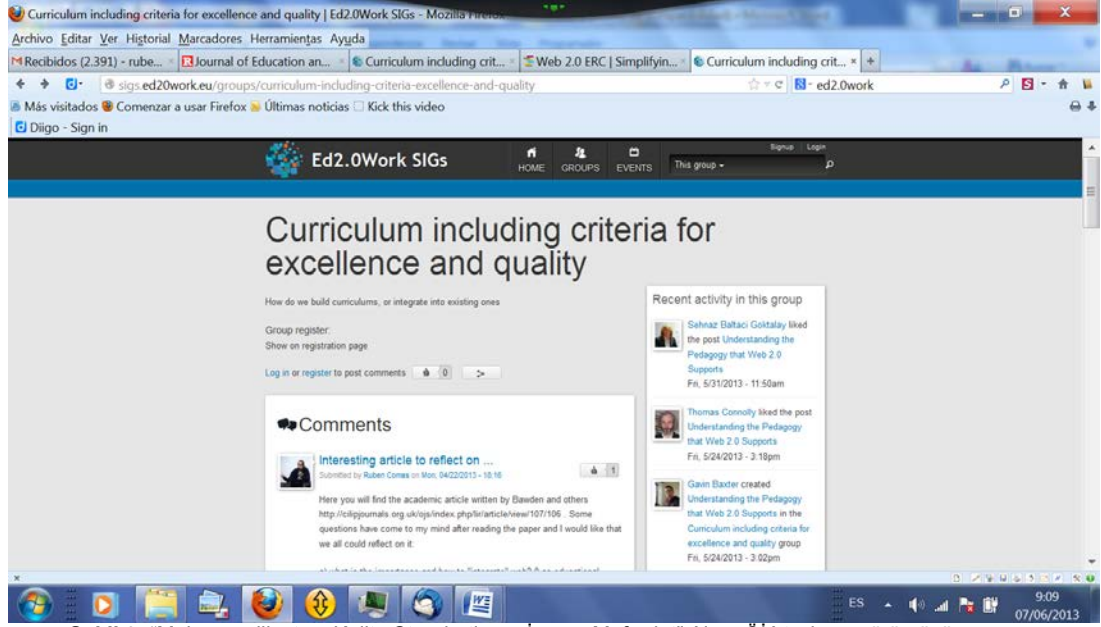 Curriculum including criteria for excellence and quality | Ed2.0Work SIGs - Mozilla Firefox
Archivo Editar Ver Historial Marcadores Herramientas Ayuda
Recibidos (2.391) - rube... Journal of Education an... Curriculum including crit... Web 2.0 ERC | Simplifyin... Curriculum including crit...
sigs.ed20work.eu/groups/curriculum-including-criteria-excellence-and-quality ed2.0work
Más visitados Comenzar a usar Firefox Últimas noticias Kick this video
Diigo - Sign in
Signup Login
Ed2.0Work SIGs HOME GROUPS EVENTS This group
Curriculum including criteria for
excellence and quality
How do we build curriculums, or integrate into existing ones
Group register:
Show on registration page
Log in or register to post comments 0
Comments
Interesting article to reflect on ...
Submitted by Ruben Comas on Mon, 04/22/2013 - 10:16
1
Here you will find the academic article written by Bawden and others
http://cilipjournals.org.uk/ojs/index.php/lir/article/view/107/106 . Some
questions have come to my mind after reading the paper and I would like that
we all could reflect on it:
Recent activity in this group
Sehnaz Baltaci Goktalay liked
the post Understanding the
Pedagogy that Web 2.0
Supports
Fri, 5/31/2013 - 11:50am
Thomas Connolly liked the post
Understanding the Pedagogy
that Web 2.0 Supports
Fri, 5/24/2013 - 3:18pm
Gavin Baxter created
Understanding the Pedagogy
that Web 2.0 Supports in the
Curriculum including criteria for
excellence and quality group
Fri, 5/24/2013 - 3:02pm
ES 9:09
07/06/2013